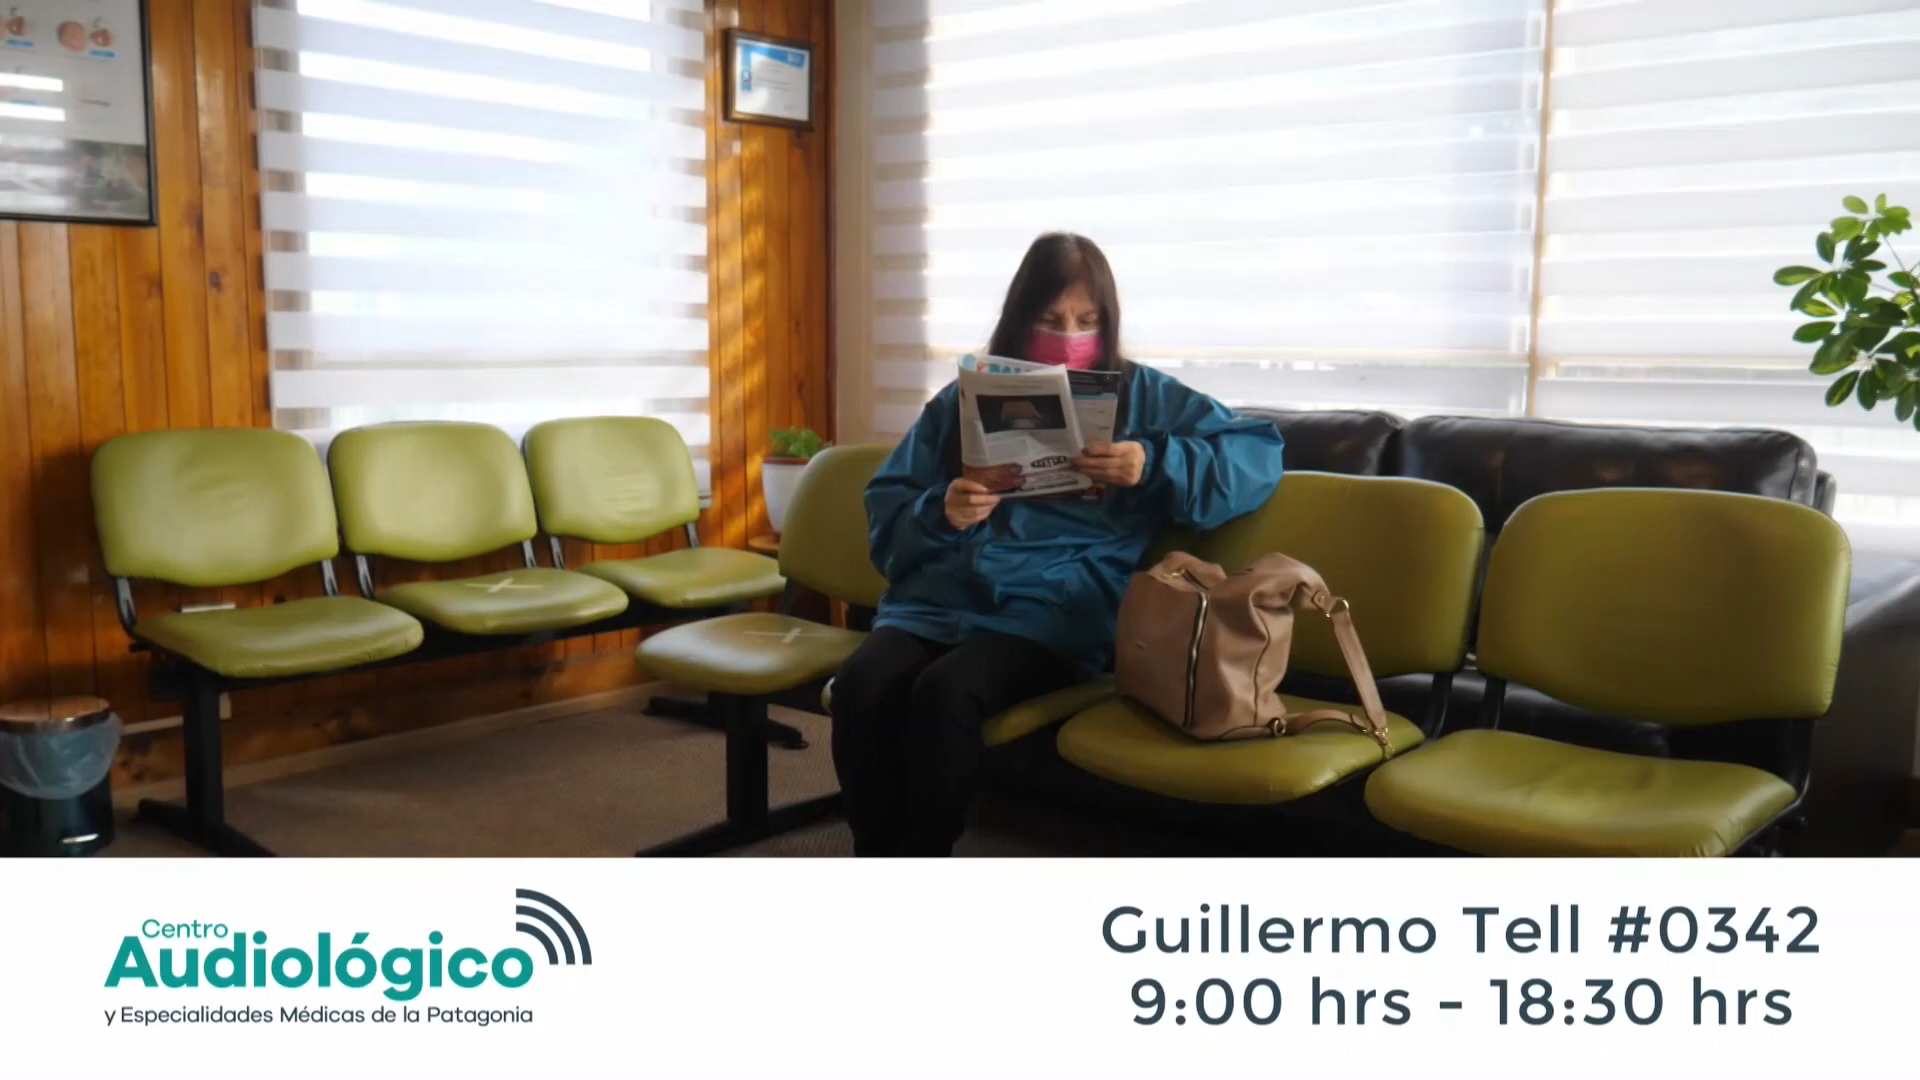 Centro
Audiológico
y Especialidades Médicas de la Patagonia
Guillermo Tell #0342
9:00 hrs - 18:30 hrs